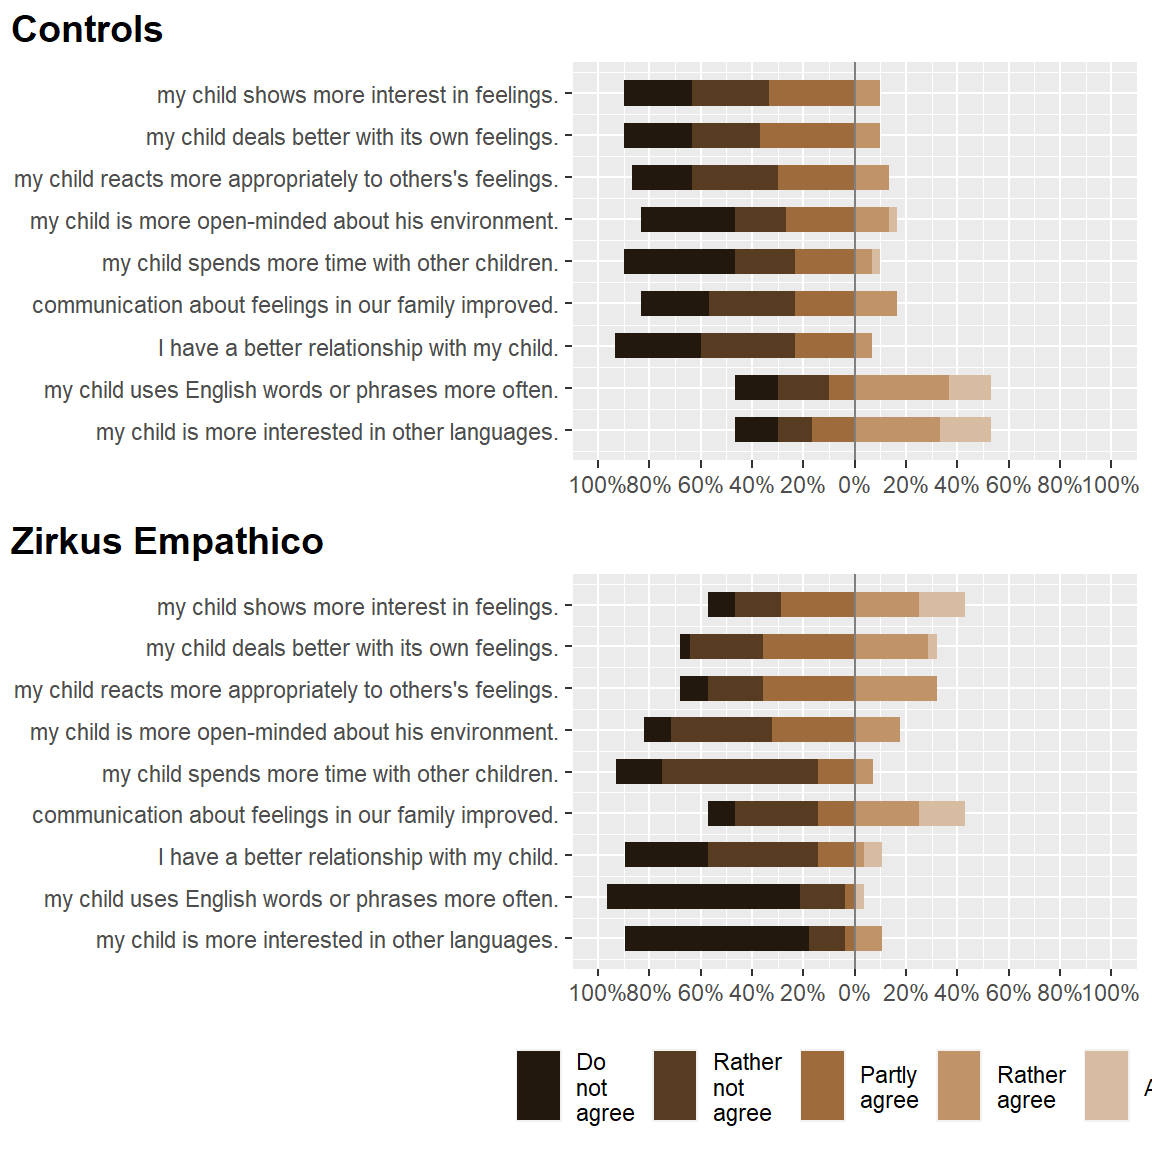 Controls
my child shows more interest in feelings.
my child deals better with its own feelings.
my child reacts more appropriately to others's feelings.
my child is more open-minded about his environment.
my child spends more time with other children.
communication about feelings in our family improved.
I have a better relationship with my child.
my child uses English words or phrases more often.
my child is more interested in other languages.
100% 80% 60% 40% 20% 0% 20% 40% 60% 80% 100%
Zirkus Empathico
my child shows more interest in feelings.
my child deals better with its own feelings.
my child reacts more appropriately to others's feelings.
my child is more open-minded about his environment.
my child spends more time with other children.
communication about feelings in our family improved.
I have a better relationship with my child.
my child uses English words or phrases more often.
my child is more interested in other languages.
100% 80% 60% 40% 20% 0% 20% 40% 60% 80% 100%
Do
not
agree
Rather
not
agree
Partly
agree
Rather
agree